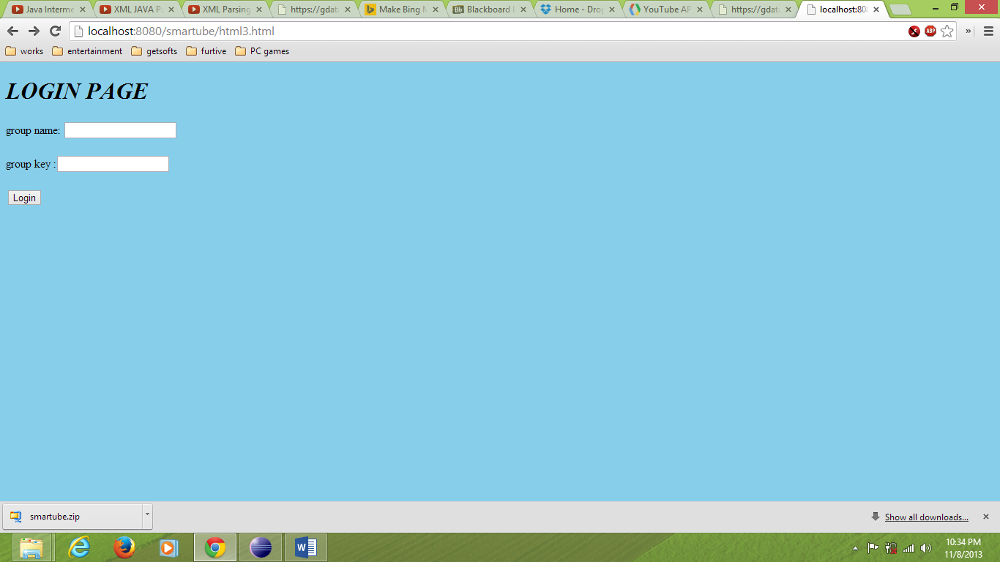 Java Interme
XML JAVA P
XML Parsing
https://gdat
Make Bing M
Bb Blackboard
Home - Drop
YouTube AP
https://gdat
localhost:80
localhost:8080/smartube/html3.html
ABP
»
works entertainment getsofts furtive PC games
LOGIN PAGE
group name:
group key :
Login
smartube.zip
Show all downloads...
10:34 PM
11/8/2013